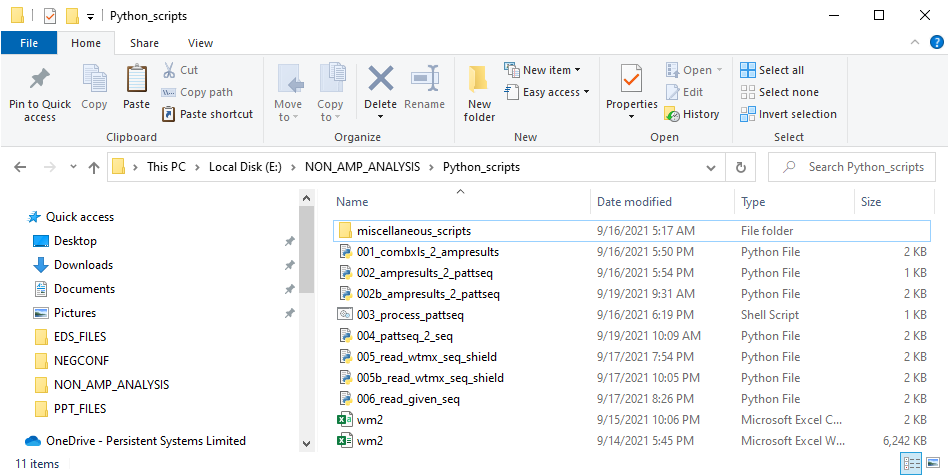 Python_scripts
File Home Share View
Pin to Quick access
Copy
Paste
Cut
Copy path
Paste shortcut
Clipboard
Move to
Copy to
Delete
Rename
Organize
New folder
New item
Easy access
New
Properties
Open
Edit
History
Open
Select all
Select none
Invert selection
Select
This PC > Local Disk (E:) > NON_AMP_ANALYSIS > Python_scripts
Search Python_scripts
Quick access
Desktop
Downloads
Documents
Pictures
EDS_FILES
NEGCONF
NON_AMP_ANALYSIS
PPT_FILES
OneDrive - Persistent Systems Limited
Name Date modified Type Size
miscellaneous_scripts 9/16/2021 5:17 AM File folder
001_combxls_2_ampresults 9/16/2021 5:50 PM Python File 2 KB
002_ampresults_2_pattseq 9/16/2021 5:54 PM Python File 1 KB
002b_ampresults_2_pattseq 9/19/2021 9:31 AM Python File 2 KB
003_process_pattseq 9/16/2021 6:19 PM Shell Script 1 KB
004_pattseq_2_seq 9/19/2021 10:09 AM Python File 2 KB
005_read_wtmx_seq_shield 9/17/2021 7:54 PM Python File 2 KB
005b_read_wtmx_seq_shield 9/17/2021 10:05 PM Python File 2 KB
006_read_given_seq 9/17/2021 8:26 PM Python File 2 KB
wm2 9/15/2021 10:06 PM Microsoft Excel C... 2 KB
wm2 9/14/2021 5:45 PM Microsoft Excel W... 6,242 KB
11 items